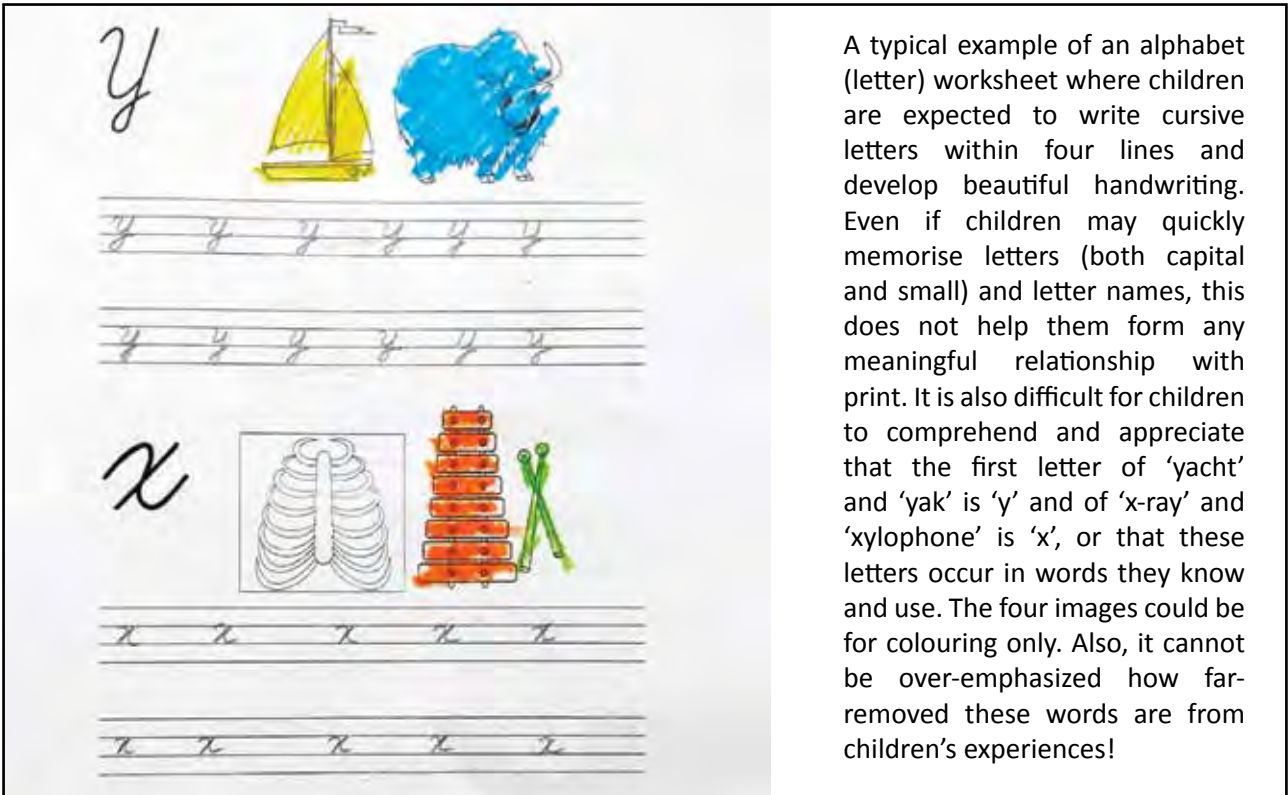 Y
y y y y y y
y y y y y y
x
x x x x x
x x x x x
A typical example of an alphabet
(letter) worksheet where children
are expected to write cursive
letters within four lines and
develop beautiful handwriting.
Even if children may quickly
memorise letters (both capital
and small) and letter names, this
does not help them form any
meaningful relationship with
print. It is also difficult for children
to comprehend and appreciate
that the first letter of ‘yacht’
and ‘yak’ is ‘y’ and of ‘x-ray’ and
‘xylophone’ is ‘x’, or that these
letters occur in words they know
and use. The four images could be
for colouring only. Also, it cannot
be over-emphasized how far-
removed these words are from
children’s experiences!